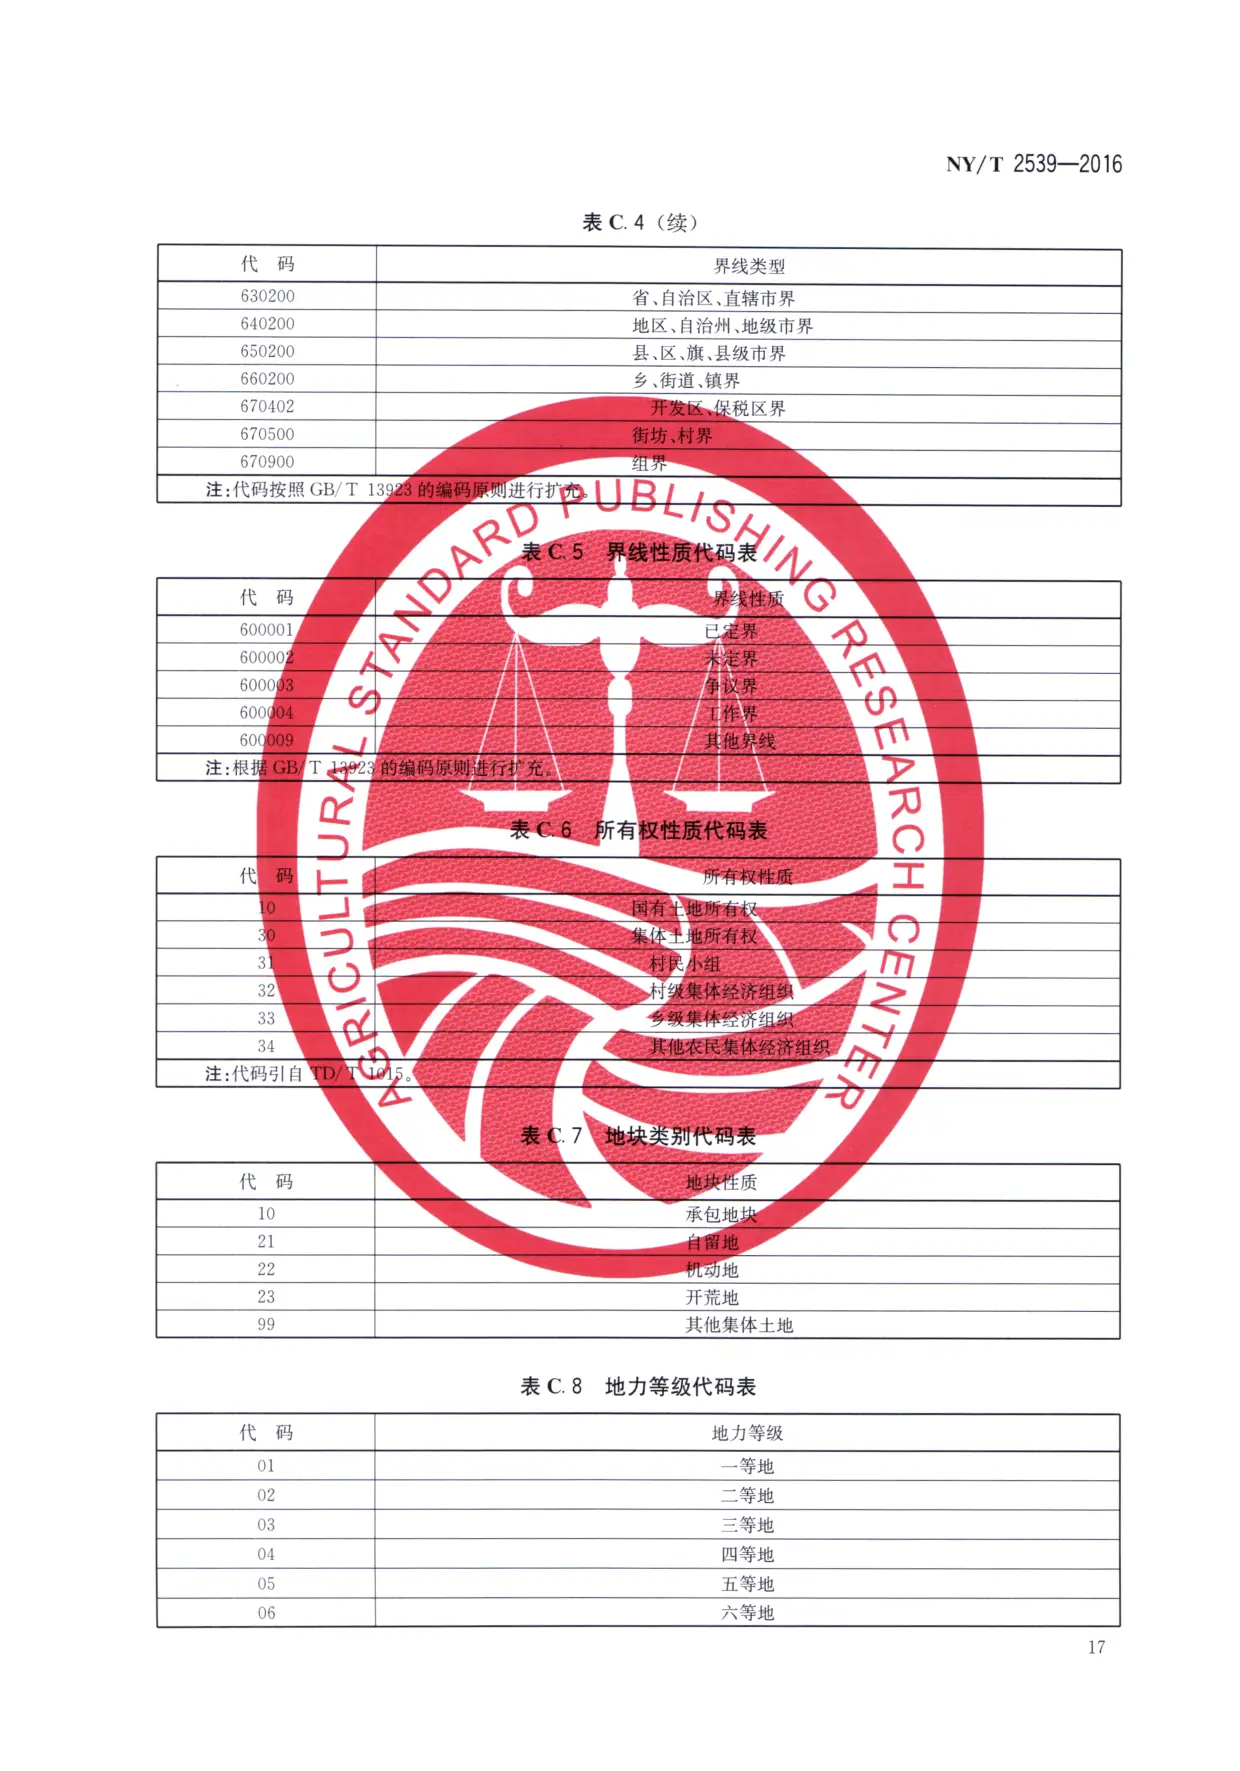 NY/T 2539—2016
表 C.4（续）
代 码 界线类型
630200 省、自治区、直辖市界
640200 地区、自治州、地级市界
650200 县、区、旗、县级市界
660200 乡、街道、镇界
670402 开发区、保税区界
670500 街坊、村界
670900 组界
注:代码按照 GB/T 13923 的编码原则进行扩充。
表 C.5 界线性质代码表
代 码 界线性质
600001 已定界
600002 未定界
600003 争议界
600004 工作界
600009 其他界线
注:根据 GB/T 13923 的编码原则进行扩充。
表 C.6 所有权性质代码表
代 码 所有权性质
10 国有土地所有权
30 集体土地所有权
31 村民小组
32 村级集体经济组织
33 乡级集体经济组织
34 其他农民集体经济组织
注:代码引自 TD/T 1015。
表 C.7 地块类别代码表
代 码 地块性质
10 承包地块
21 自留地
22 机动地
23 开荒地
99 其他集体土地
表 C.8 地力等级代码表
代 码 地力等级
01 一等地
02 二等地
03 三等地
04 四等地
05 五等地
06 六等地
17
AGRICULTURAL STANDARD PUBLISHING RESEARCH CENTER